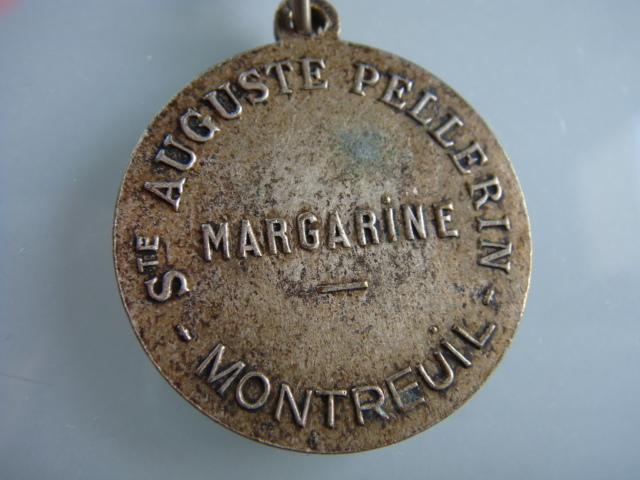 STE AUGUSTE PELLERIN
MARGARINE
- MONTREUIL -